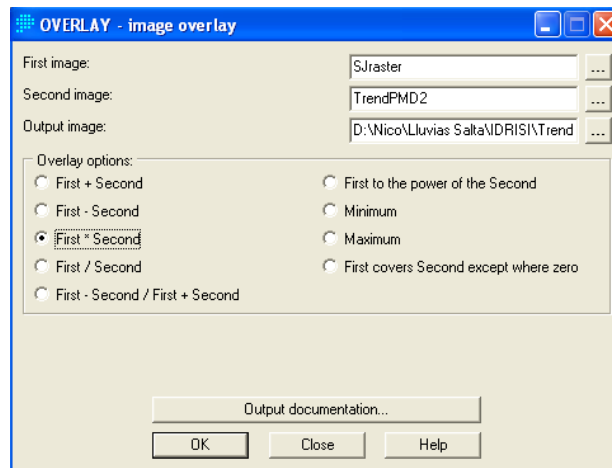 OVERLAY - image overlay
First image:
SJraster
...
Second image:
TrendPMD2
...
Output image:
D:\Nico\Lluvias Salta\IDRISI\Trend
...
Overlay options:
First + Second
First to the power of the Second
First - Second
Minimum
First * Second
Maximum
First / Second
First covers Second except where zero
First - Second / First + Second
Output documentation...
OK
Close
Help